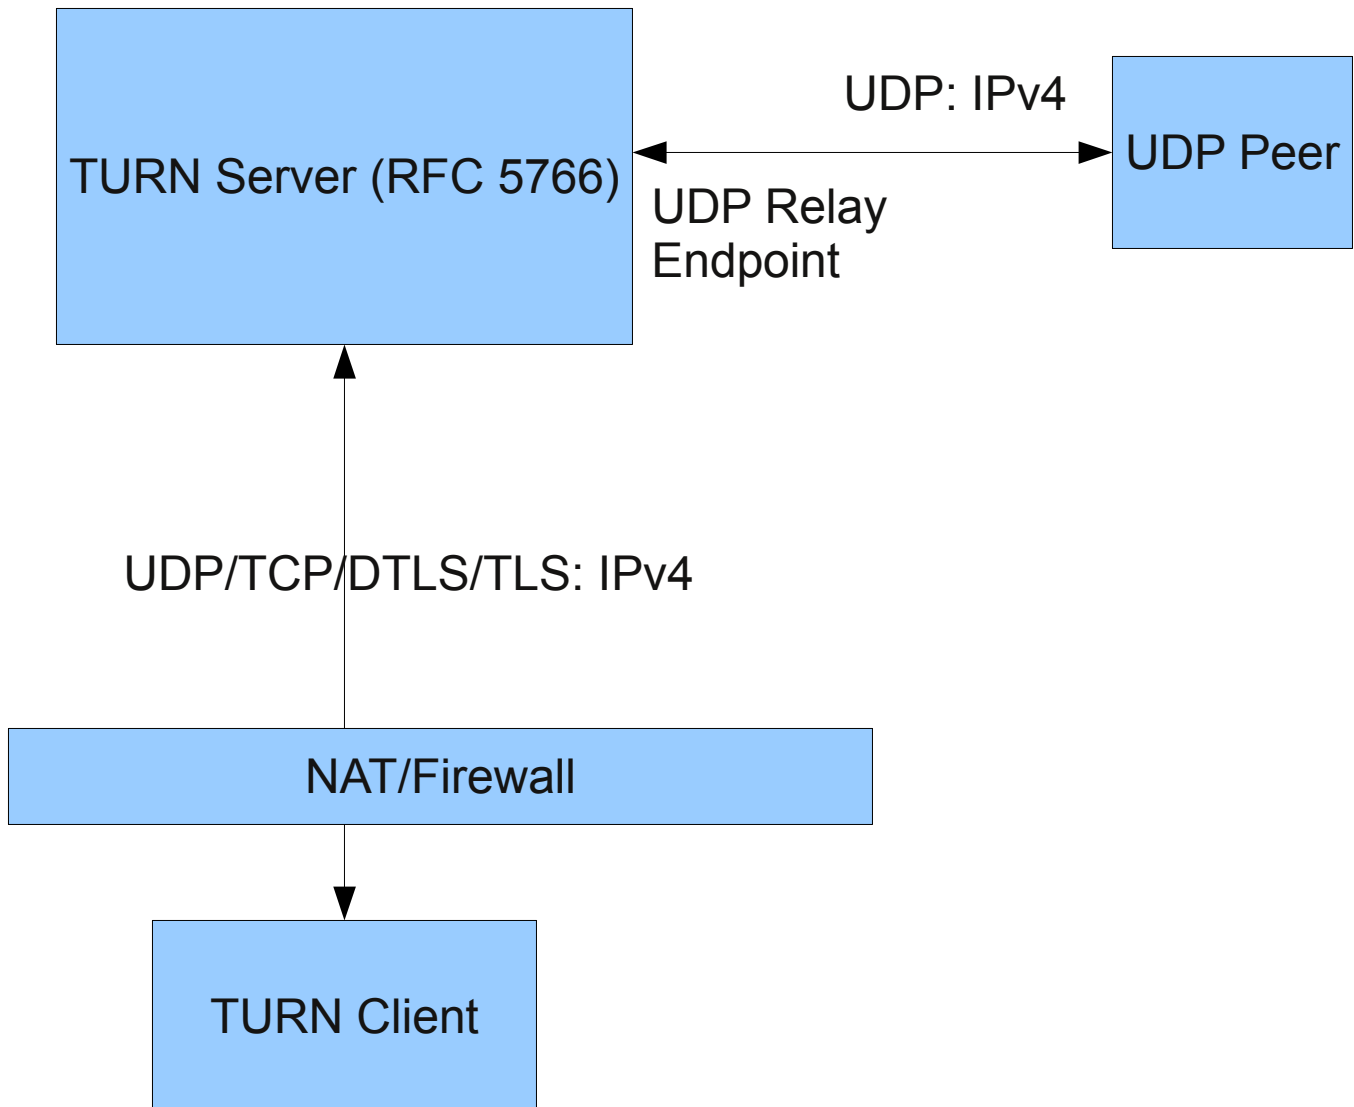 UDP: IPv4
TURN Server (RFC 5766)
UDP Peer
UDP Relay
Endpoint
UDP/TCP/DTLS/TLS: IPv4
NAT/Firewall
TURN Client